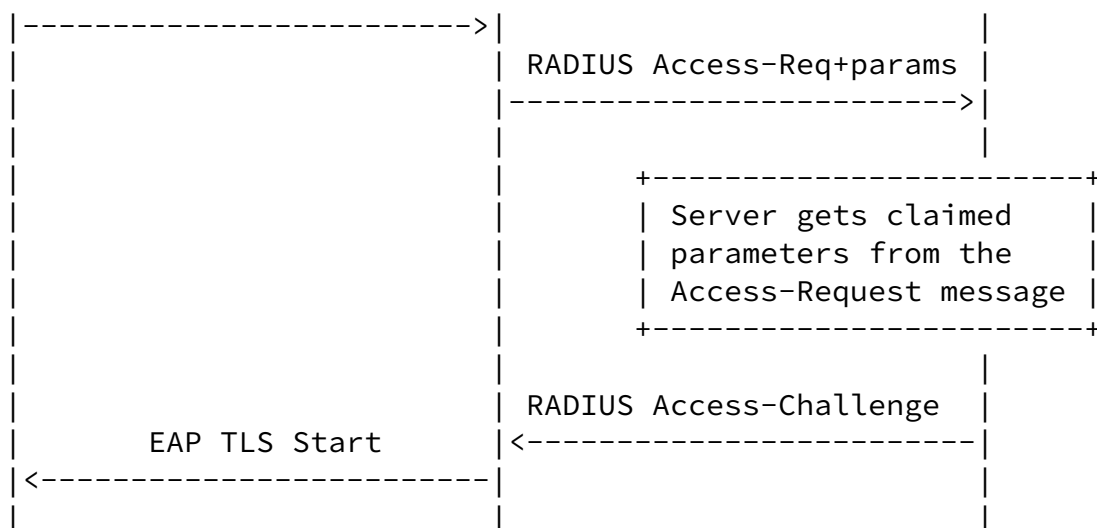 RADIUS Access-Req+params
Server gets claimed
parameters from the
Access-Request message
RADIUS Access-Challenge
EAP TLS Start